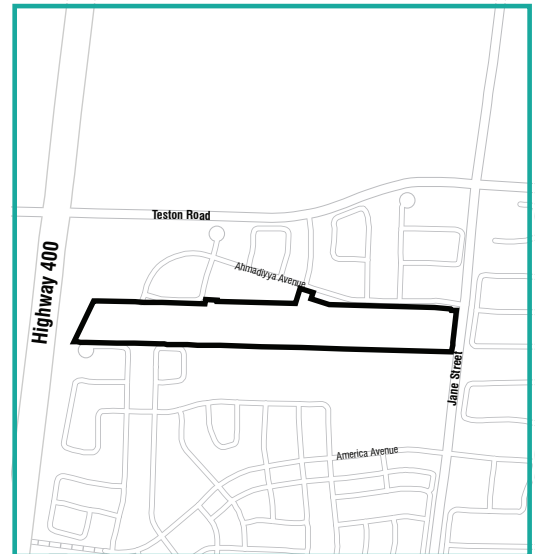 Teston Road
Highway 400
Ahmadiyya Avenue
Jane Street
America Avenue